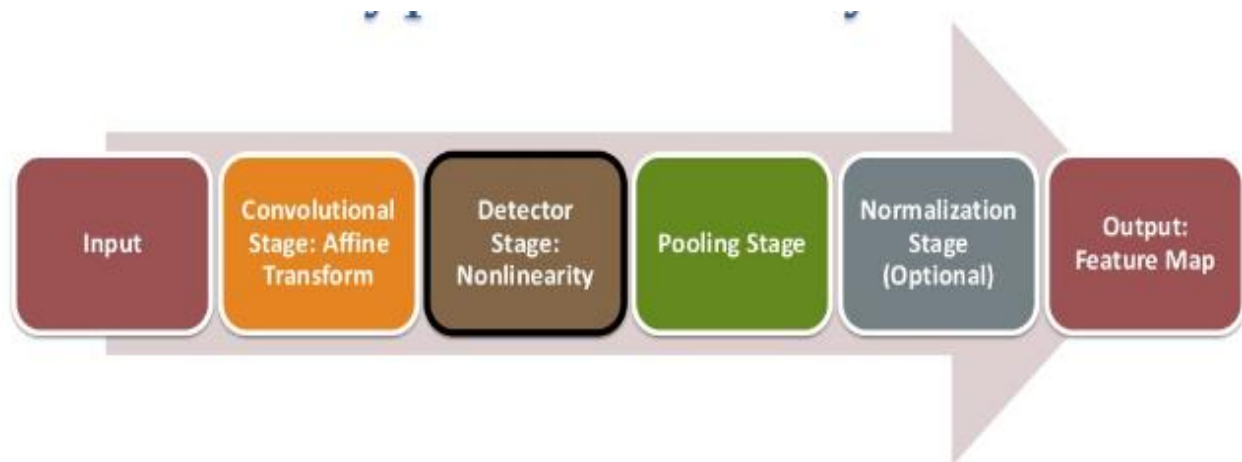 Input
Convolutional
Stage: Affine
Transform
Detector
Stage:
Nonlinearity
Pooling Stage
Normalization
Stage
(Optional)
Output:
Feature Map